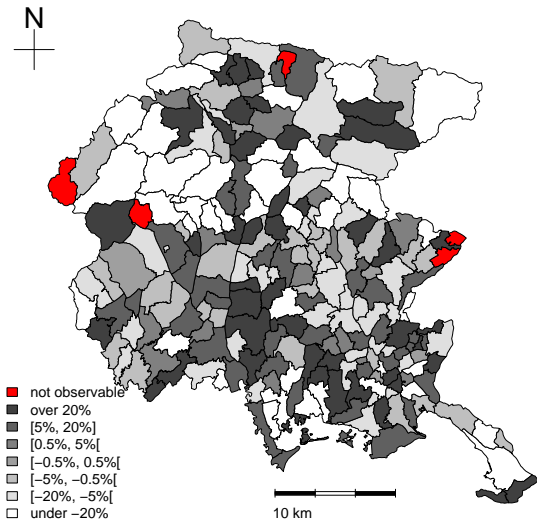 N
not observable
over 20%
[5%, 20%]
[0.5%, 5%[
[−0.5%, 0.5%[
[−5%, −0.5%[
[−20%, −5%[
under −20%
10 km